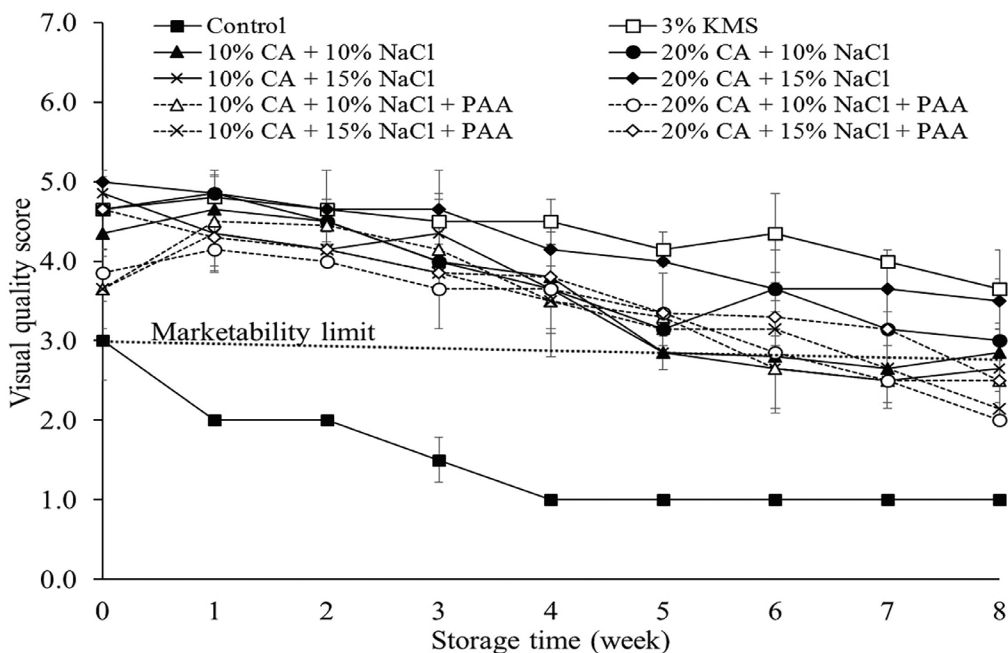 7.0
6.0
5.0
4.0
3.0
2.0
1.0
0.0
Visual quality score
Control
3% KMS
10% CA + 10% NaCl
20% CA + 10% NaCl
10% CA + 15% NaCl
20% CA + 15% NaCl
10% CA + 10% NaCl + PAA
20% CA + 10% NaCl + PAA
10% CA + 15% NaCl + PAA
20% CA + 15% NaCl + PAA
Marketability limit
0 1 2 3 4 5 6 7 8
Storage time (week)